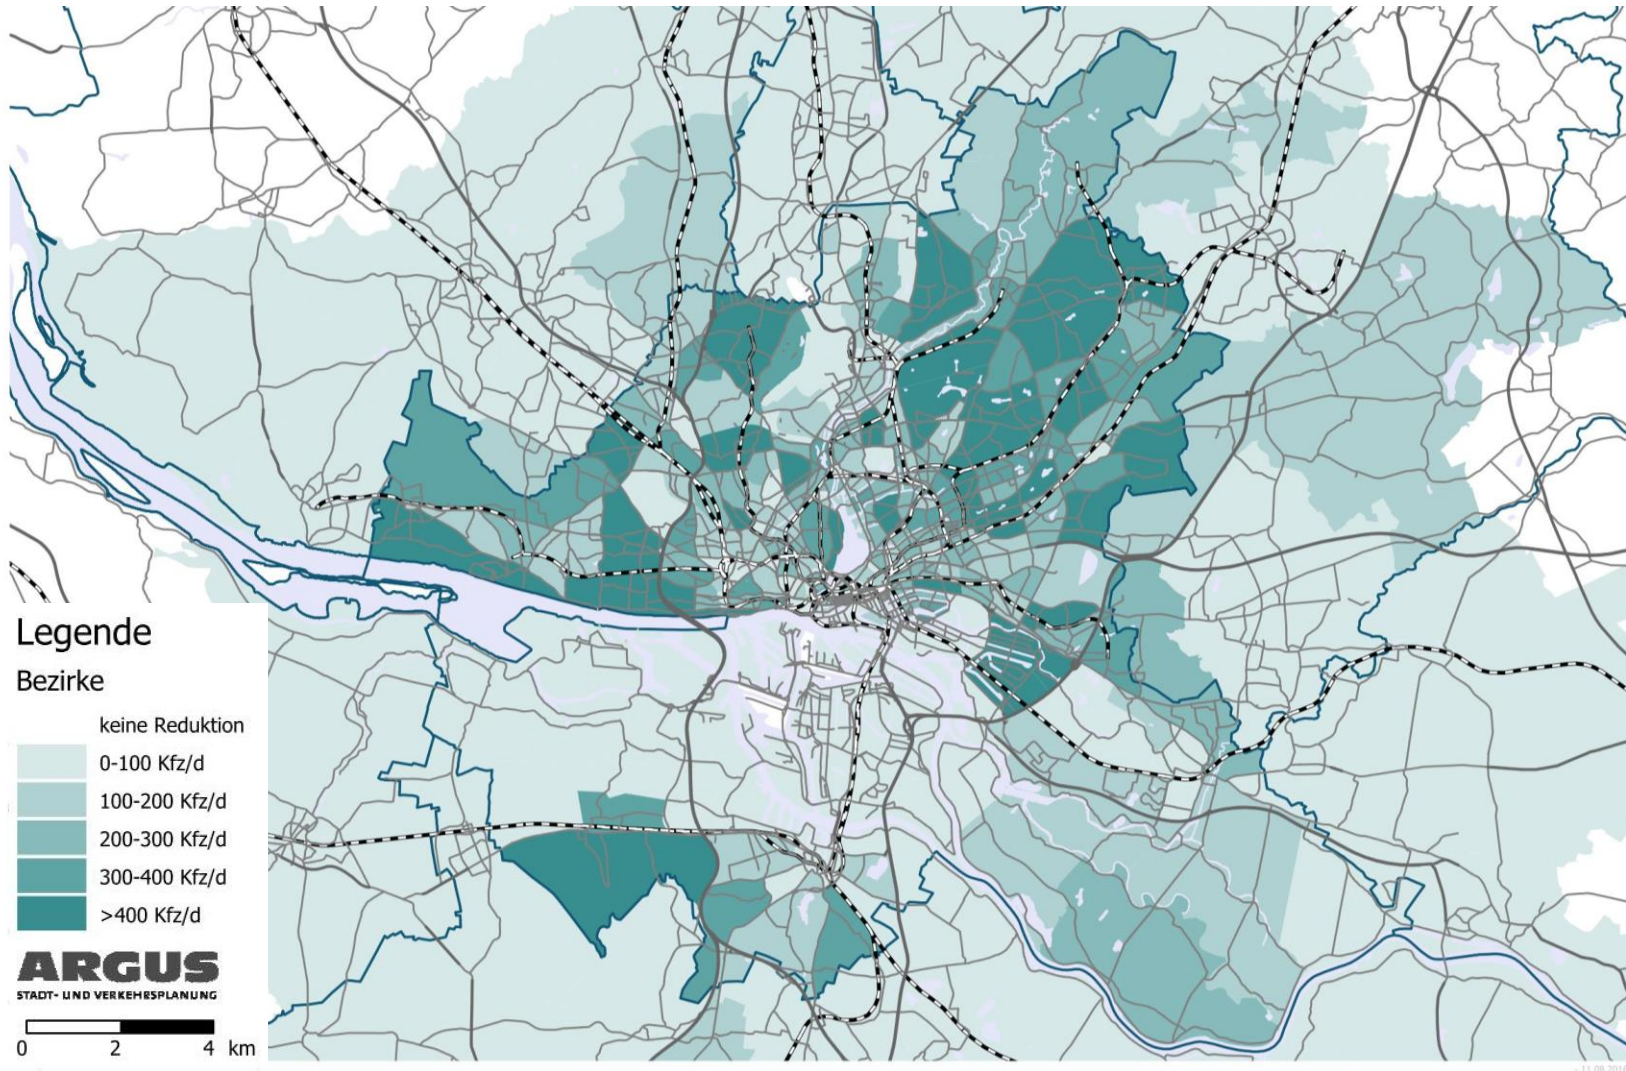 Legende
Bezirke
keine Reduktion
0-100 Kfz/d
100-200 Kfz/d
200-300 Kfz/d
300-400 Kfz/d
>400 Kfz/d
ARGUS
STADT- UND VERKEHRSPLANUNG
0 2 4 km